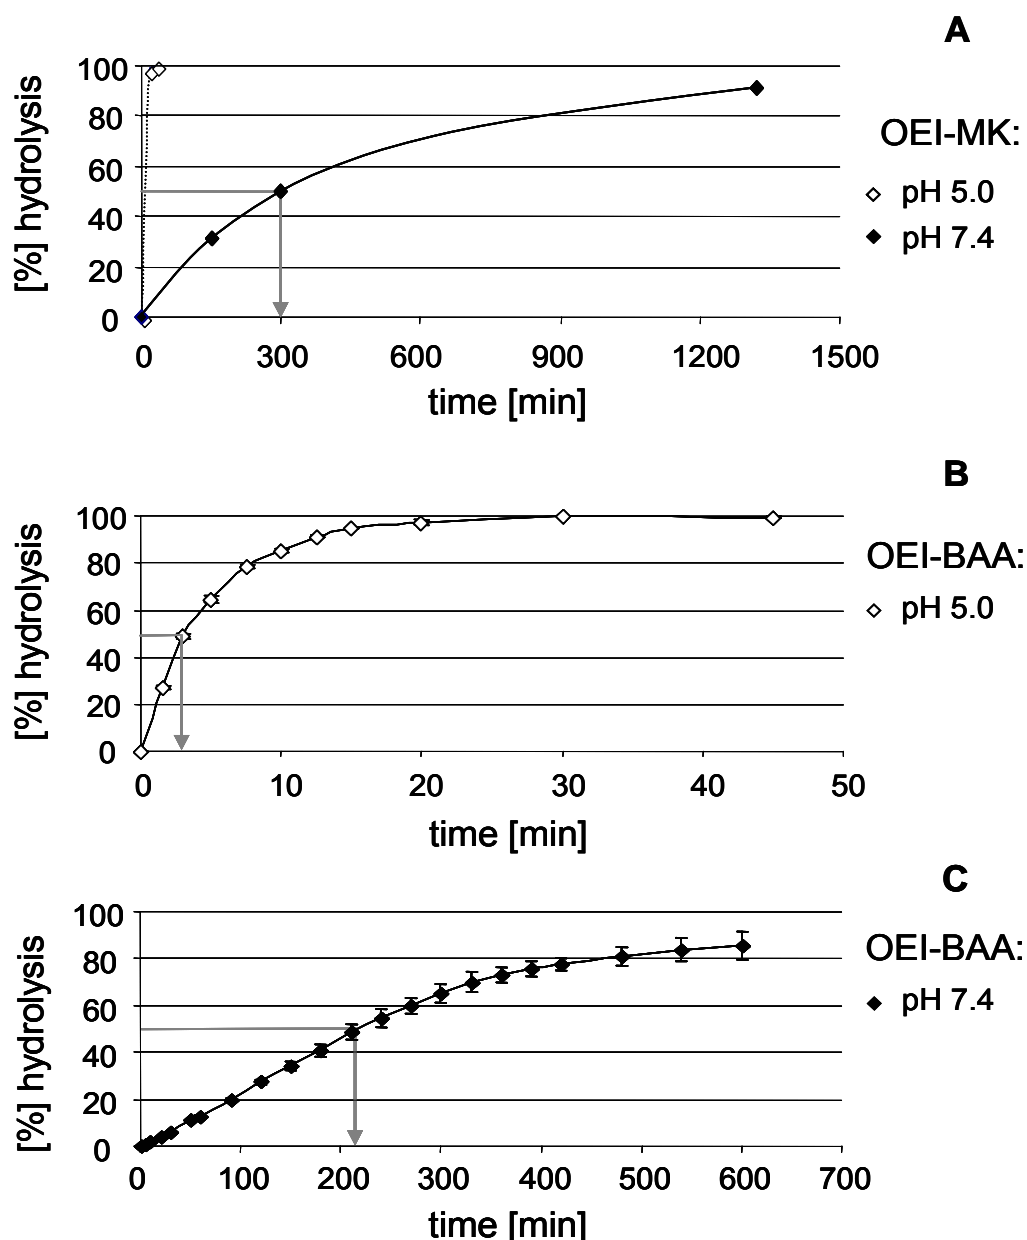 A
100
80
60
40
20
0
[%] hydrolysis
0 300 600 900 1200 1500
time [min]
OEI-MK:
pH 5.0
pH 7.4
B
100
80
60
40
20
0
[%] hydrolysis
0 10 20 30 40 50
time [min]
OEI-BAA:
pH 5.0
C
100
80
60
40
20
0
[%] hydrolysis
0 100 200 300 400 500 600 700
time [min]
OEI-BAA:
pH 7.4